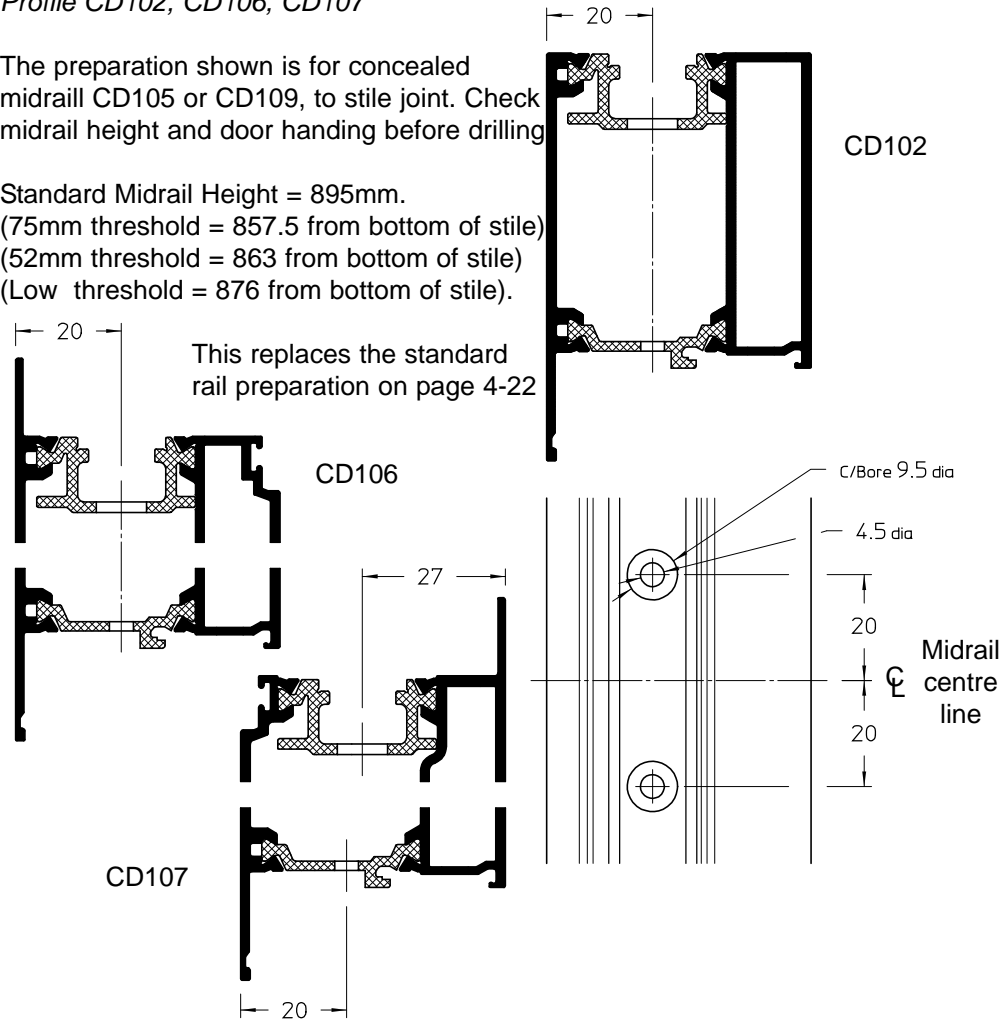 Profile CD102, CD106, CD107
The preparation shown is for concealed
midraill CD105 or CD109, to stile joint. Check
midrail height and door handing before drilling
Standard Midrail Height = 895mm.
(75mm threshold = 857.5 from bottom of stile)
(52mm threshold = 863 from bottom of stile)
(Low threshold = 876 from bottom of stile).
This replaces the standard
rail preparation on page 4-22
20
CD102
20
CD106
27
CD107
20
C/Bore 9.5 dia
4.5 dia
20
20
℄
Midrail
centre
line